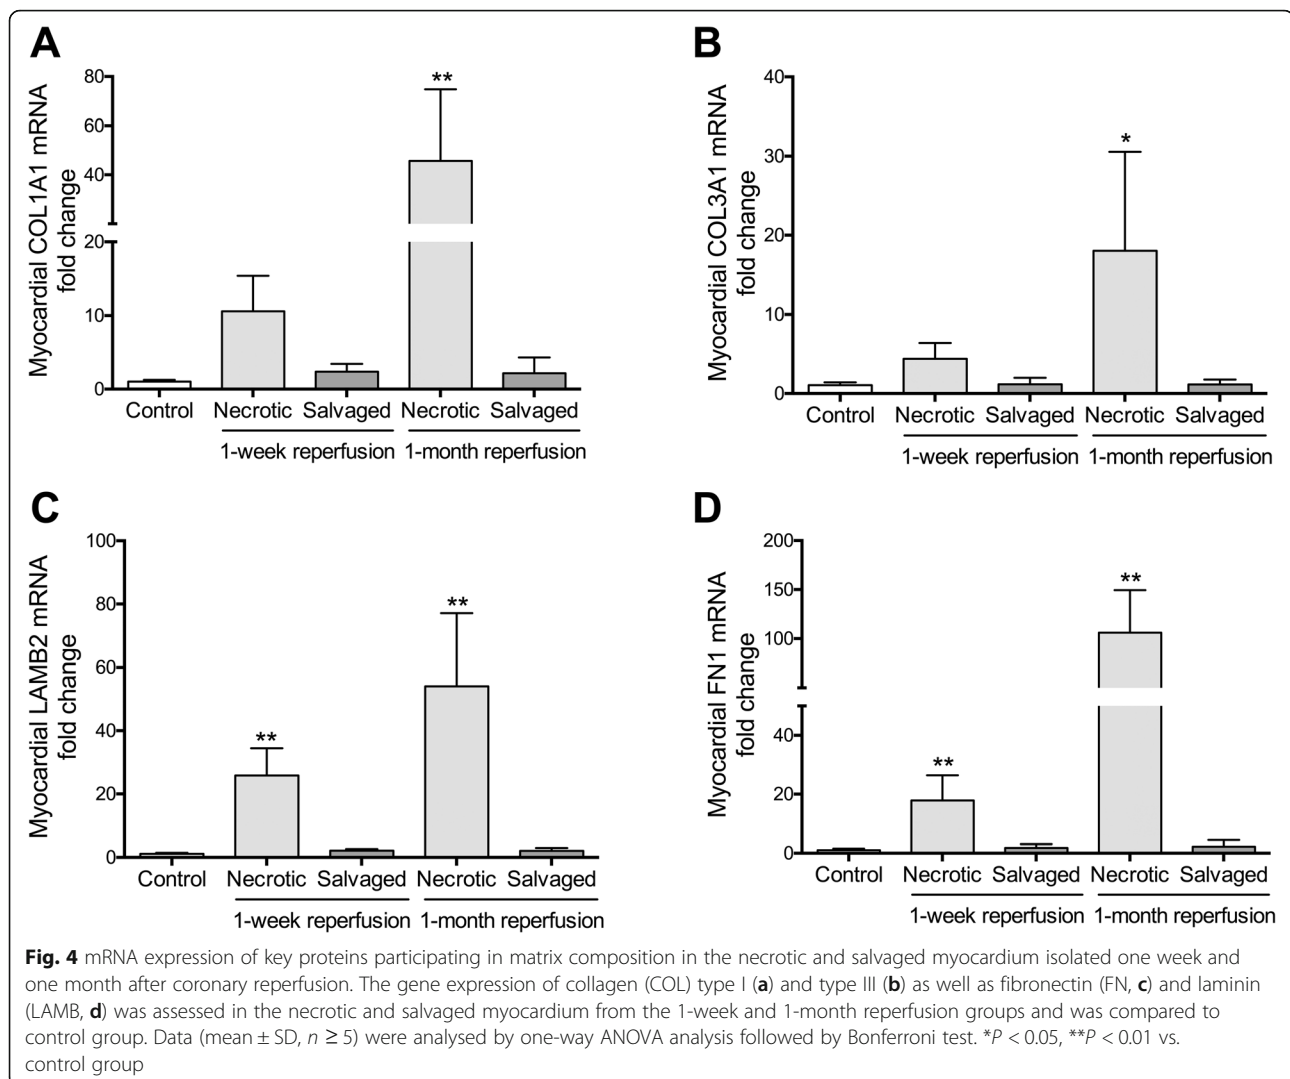 A
Myocardial COL1A1 mRNA
fold change
80
60
40
20
10
0
**
Control
Necrotic
Salvaged
Necrotic
Salvaged
1-week reperfusion
1-month reperfusion
B
Myocardial COL3A1 mRNA
fold change
40
30
20
10
0
*
Control
Necrotic
Salvaged
Necrotic
Salvaged
1-week reperfusion
1-month reperfusion
C
Myocardial LAMB2 mRNA
fold change
100
80
60
40
20
0
**
**
Control
Necrotic
Salvaged
Necrotic
Salvaged
1-week reperfusion
1-month reperfusion
D
Myocardial FN1 mRNA
fold change
200
150
100
40
20
0
**
**
Control
Necrotic
Salvaged
Necrotic
Salvaged
1-week reperfusion
1-month reperfusion
Fig. 4 mRNA expression of key proteins participating in matrix composition in the necrotic and salvaged myocardium isolated one week and
one month after coronary reperfusion. The gene expression of collagen (COL) type I (a) and type III (b) as well as fibronectin (FN, c) and laminin
(LAMB, d) was assessed in the necrotic and salvaged myocardium from the 1-week and 1-month reperfusion groups and was compared to
control group. Data (mean ± SD, n ≥ 5) were analysed by one-way ANOVA analysis followed by Bonferroni test. *P < 0.05, **P < 0.01 vs.
control group